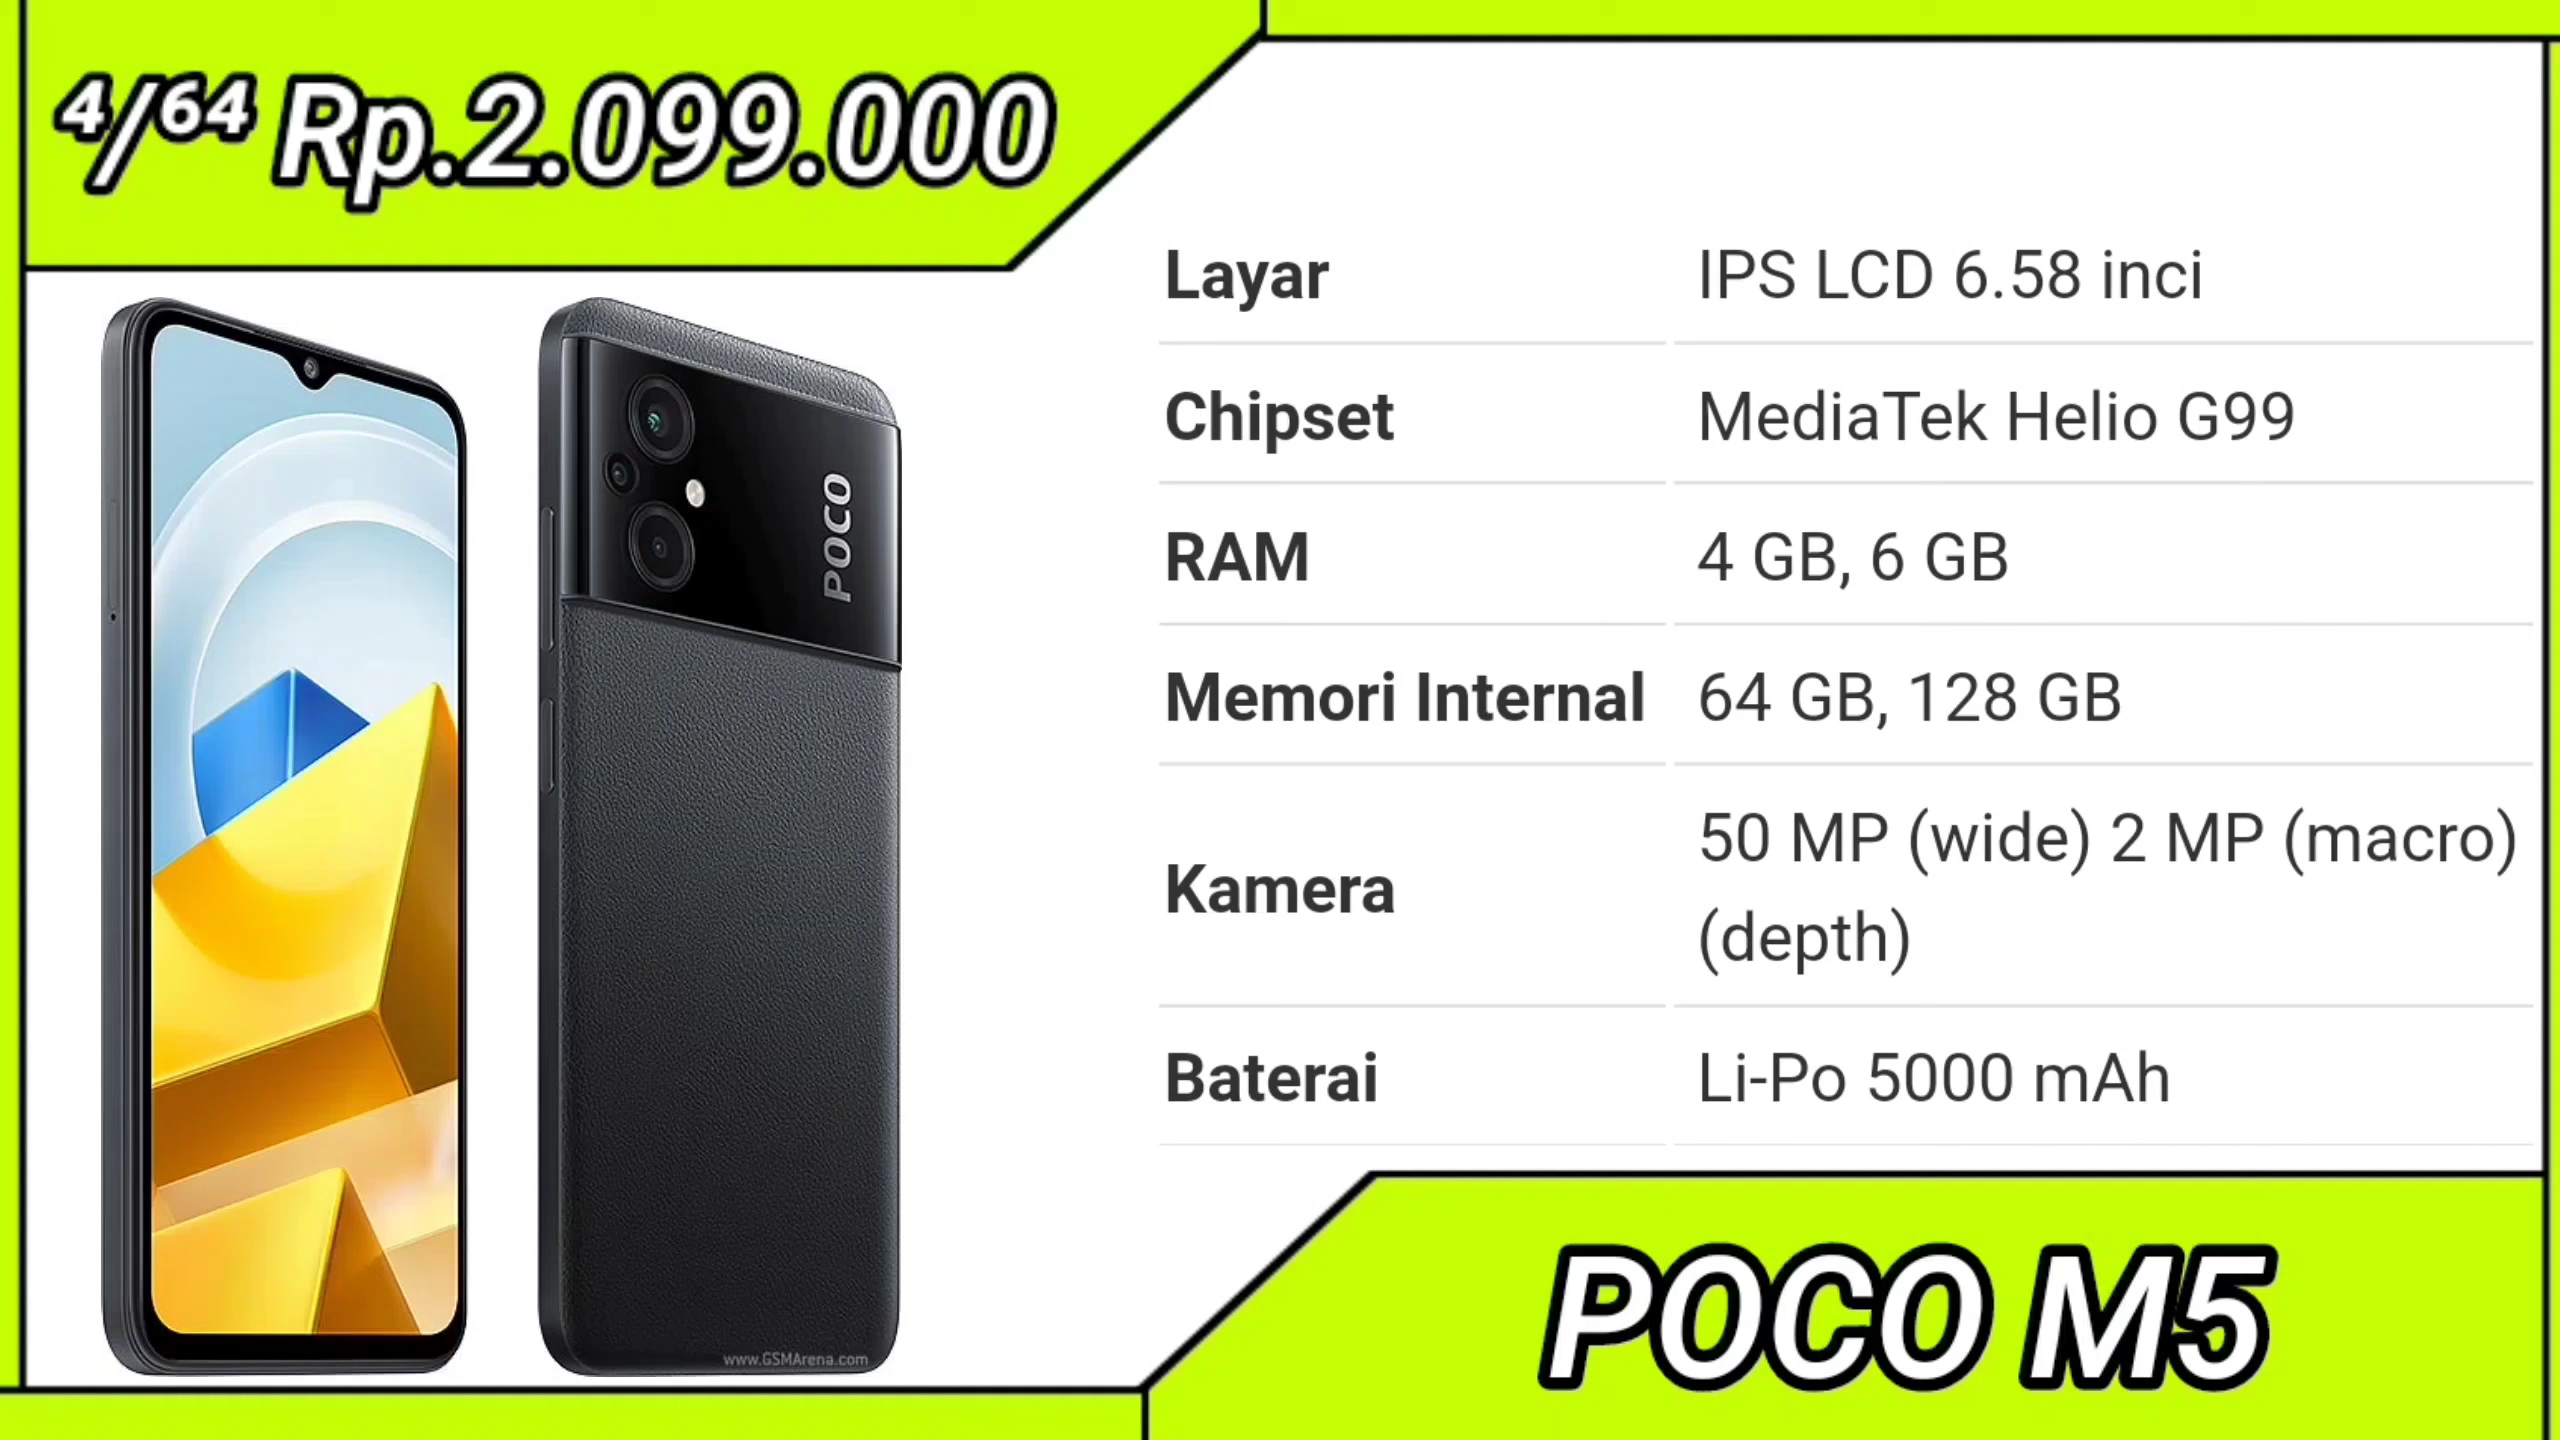 4/64 Rp.2.099.000
Layar IPS LCD 6.58 inci
Chipset MediaTek Helio G99
RAM 4 GB, 6 GB
Memori Internal 64 GB, 128 GB
Kamera 50 MP (wide) 2 MP (macro)
(depth)
Baterai Li-Po 5000 mAh
POCO
www.GSMArena.com
POCO M5